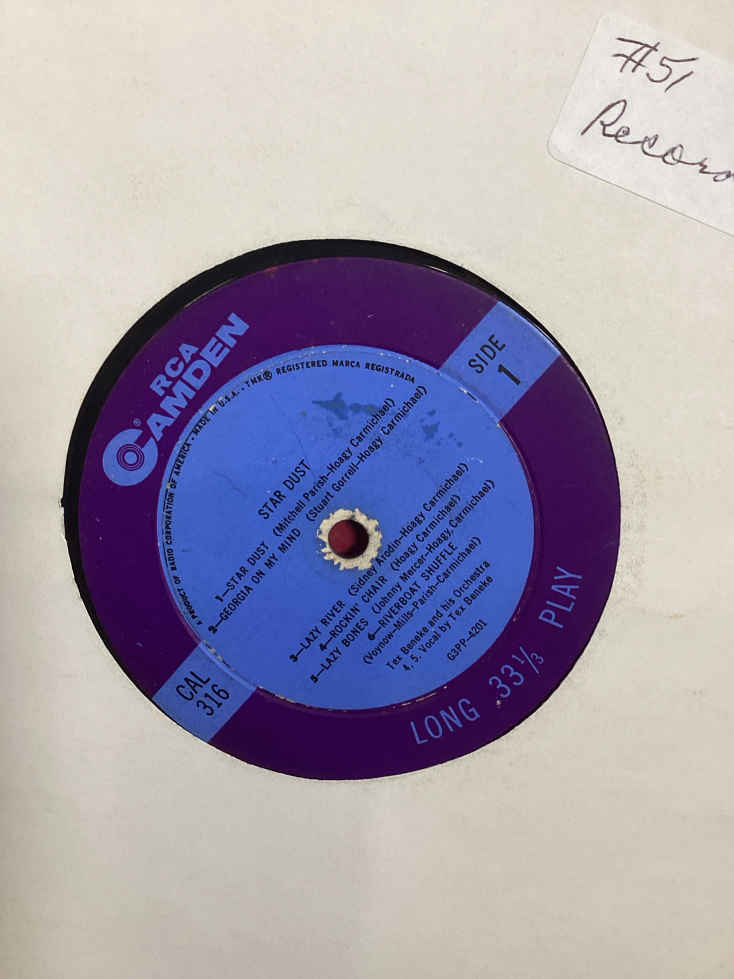 #51
Record
RCA
CAMDEN
SIDE
1
A PRODUCT OF RADIO CORPORATION OF AMERICA • MADE IN U.S.A. • TMK® REGISTERED MARCA REGISTRADA
STAR DUST
1—STAR DUST (Mitchell Parish–Hoagy Carmichael)
2—GEORGIA ON MY MIND (Stuart Gorrell–Hoagy Carmichael)
3—LAZY RIVER (Sidney Arodin–Hoagy Carmichael)
4—ROCKIN' CHAIR (Hoagy Carmichael)
5—LAZY BONES (Johnny Mercer–Hoagy Carmichael)
6—RIVERBOAT SHUFFLE
(Voynow–Mills–Parish–Carmichael)
Tex Beneke and his Orchestra
4, 5. Vocal by Tex Beneke
G3PP-4201
CAL
316
LONG 33⅓ PLAY